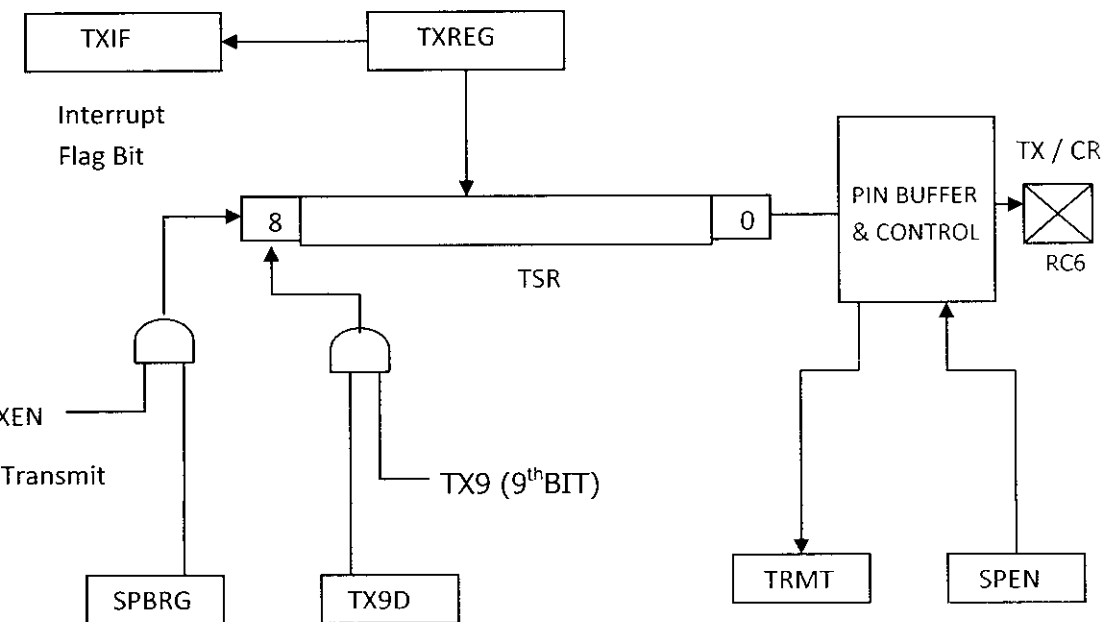 TXIF
TXREG
Interrupt
Flag Bit
TX / CR
PIN BUFFER
& CONTROL
8
0
RC6
TSR
XEN
Transmit
TX9 (9thBIT)
TRMT
SPEN
SPBRG
TX9D